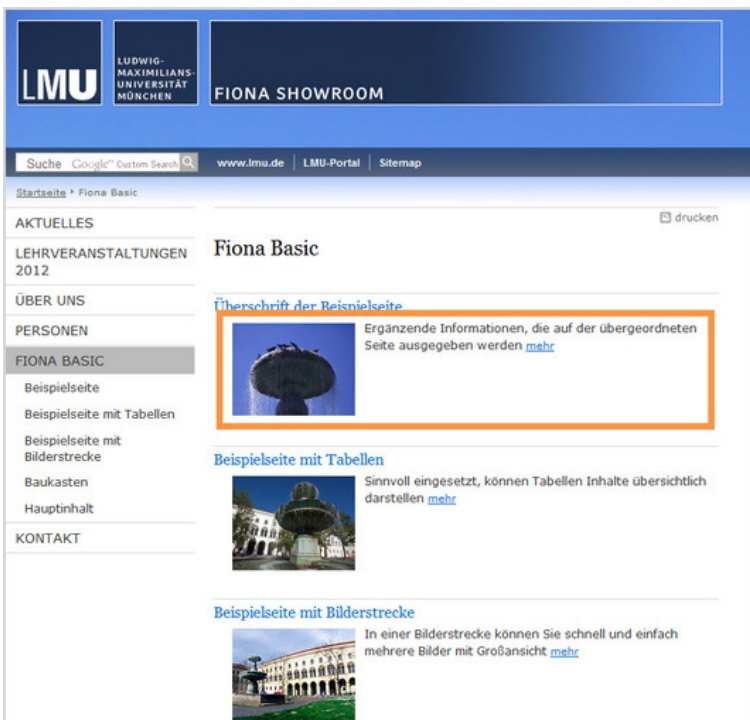 LMU
LUDWIG-
MAXIMILIANS-
UNIVERSITÄT
MÜNCHEN
FIONA SHOWROOM
Suche Google™ Custom Search
www.lmu.de | LMU-Portal | Sitemap
Startseite ‣ Fiona Basic
AKTUELLES
LEHRVERANSTALTUNGEN
2012
ÜBER UNS
PERSONEN
FIONA BASIC
Beispielseite
Beispielseite mit Tabellen
Beispielseite mit
Bilderstrecke
Baukasten
Hauptinhalt
KONTAKT
drucken
Fiona Basic
Überschrift der Beispielseite
Ergänzende Informationen, die auf der übergeordneten
Seite ausgegeben werden mehr
Beispielseite mit Tabellen
Sinnvoll eingesetzt, können Tabellen Inhalte übersichtlich
darstellen mehr
Beispielseite mit Bilderstrecke
In einer Bilderstrecke können Sie schnell und einfach
mehrere Bilder mit Großansicht mehr